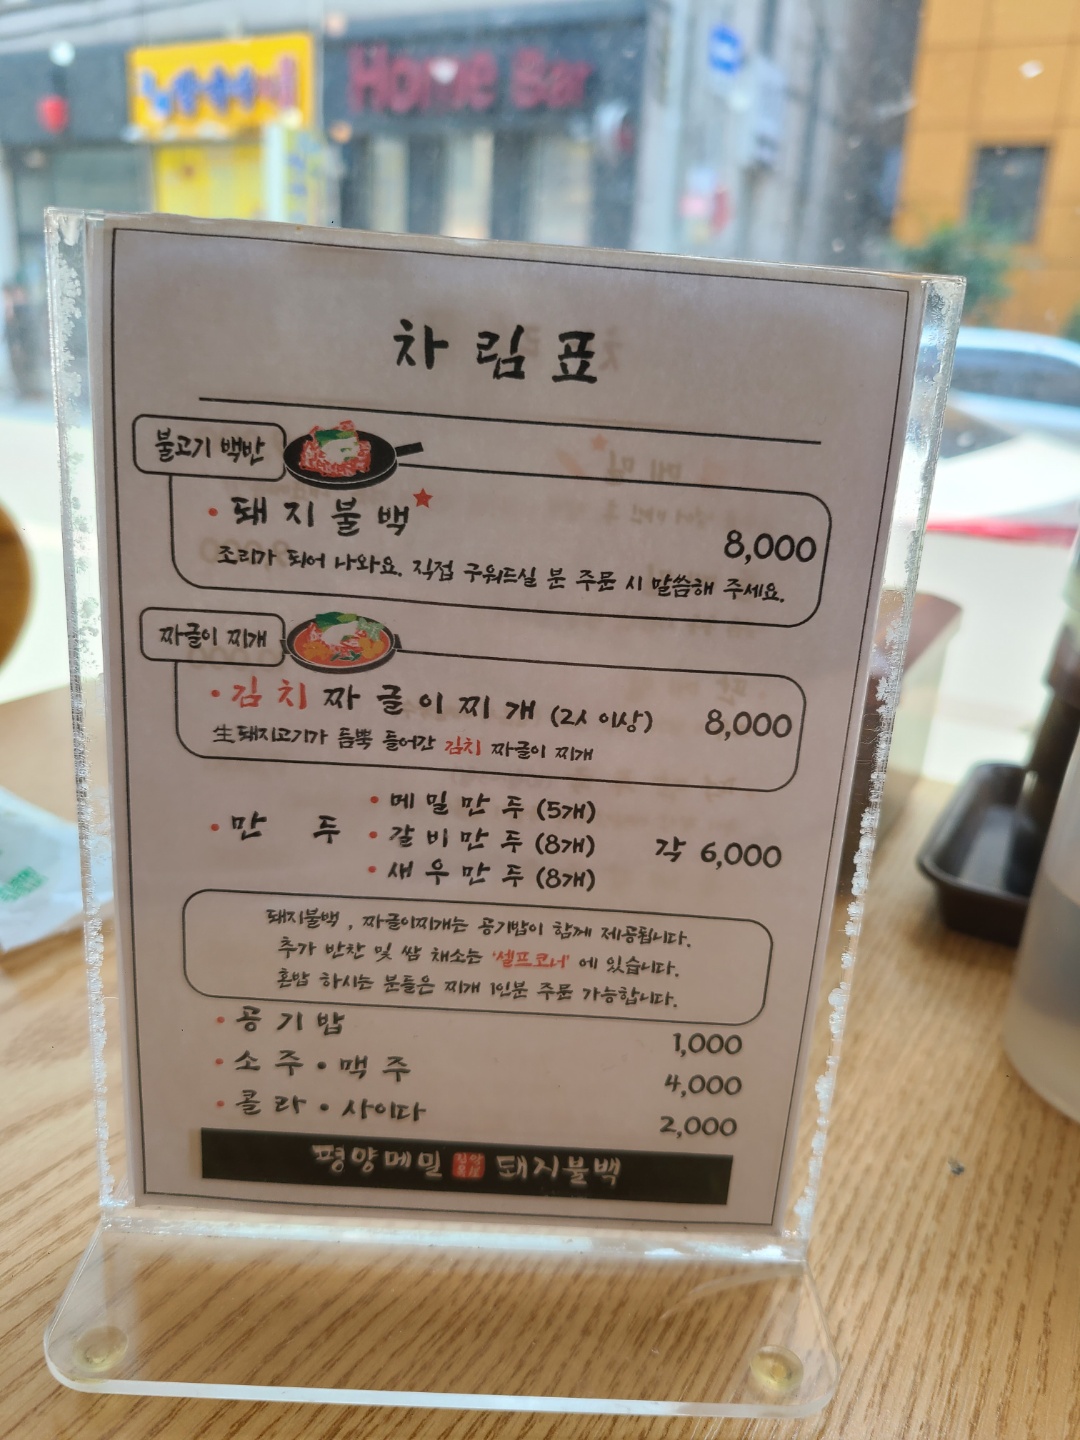 Home Bar
차림표
불고기 백반
돼지불백
8,000
조리가 되어 나와요. 직접 구워드실 분 주문 시 말씀해 주세요.
짜글이 찌개
김치짜글이찌개 (2人 이상) 8,000
生돼지고기가 듬뿍 들어간 김치 짜글이 찌개
메밀만두 (5개)
만두 갈비만두 (8개) 각 6,000
새우만두 (8개)
돼지불백, 짜글이찌개는 공기밥이 함께 제공됩니다.
추가 반찬 및 쌈 채소는 '셀프코너'에 있습니다.
혼밥 하시는 분들은 찌개 1인분 주문 가능합니다.
공기밥 1,000
소주·맥주 4,000
콜라·사이다 2,000
평양메밀 돼지불백